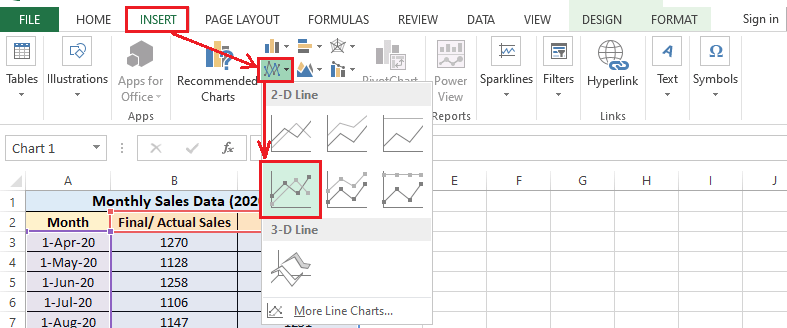 FILE HOME INSERT PAGE LAYOUT FORMULAS REVIEW DATA VIEW DESIGN FORMAT Sign in
Tables Illustrations Apps for Office Recommended Charts PivotChart Power View Sparklines Filters Hyperlink Text Symbols
Apps Reports Links
2-D Line
Chart 1 fx
A B E F G H I J
1 Monthly Sales Data (202
2 Month Final/ Actual Sales
3 1-Apr-20 1270
3-D Line
4 1-May-20 1128
5 1-Jun-20 1258
6 1-Jul-20 1106
More Line Charts...
7 1-Aug-20 1147